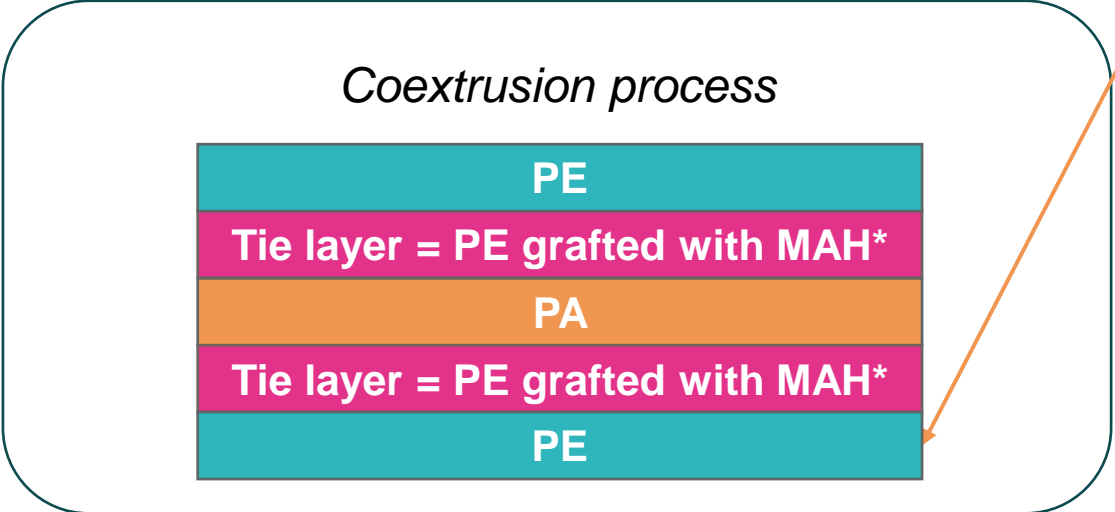 Coextrusion process
PE
Tie layer = PE grafted with MAH*
PA
Tie layer = PE grafted with MAH*
PE